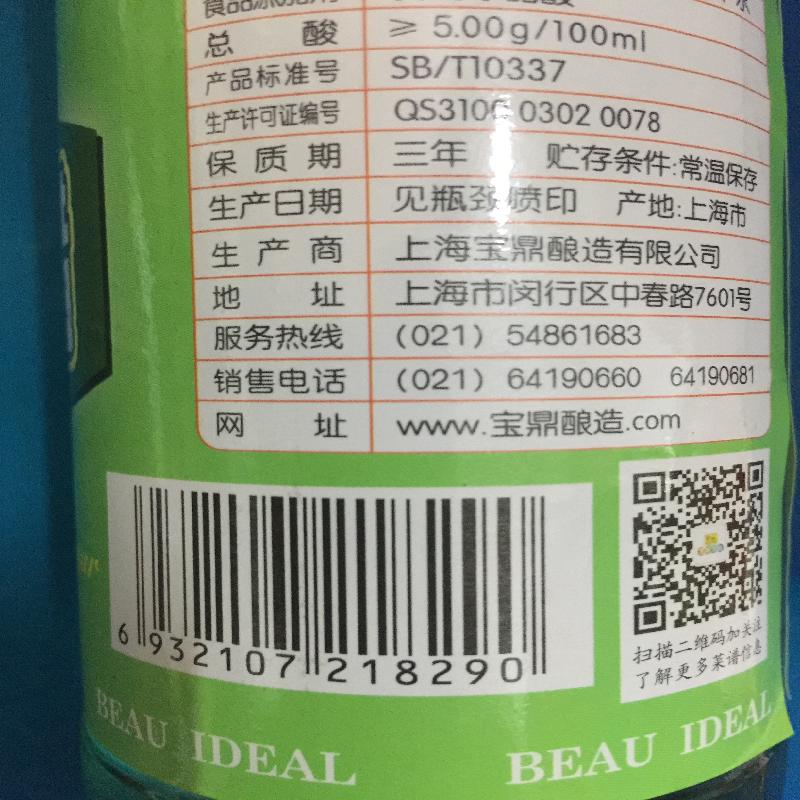 食品添加剂
总 酸 ≥ 5.00g/100ml
产品标准号 SB/T10337
生产许可证编号 QS3106 0302 0078
保 质 期 三年 贮存条件:常温保存
生产日期 见瓶颈喷印 产地:上海市
生 产 商 上海宝鼎酿造有限公司
地 址 上海市闵行区中春路7601号
服务热线 (021) 54861683
销售电话 (021) 64190660 64190681
网 址 www.宝鼎酿造.com
6 932107 218290
扫描二维码加关注
了解更多菜谱信息
BEAU IDEAL BEAU IDEAL